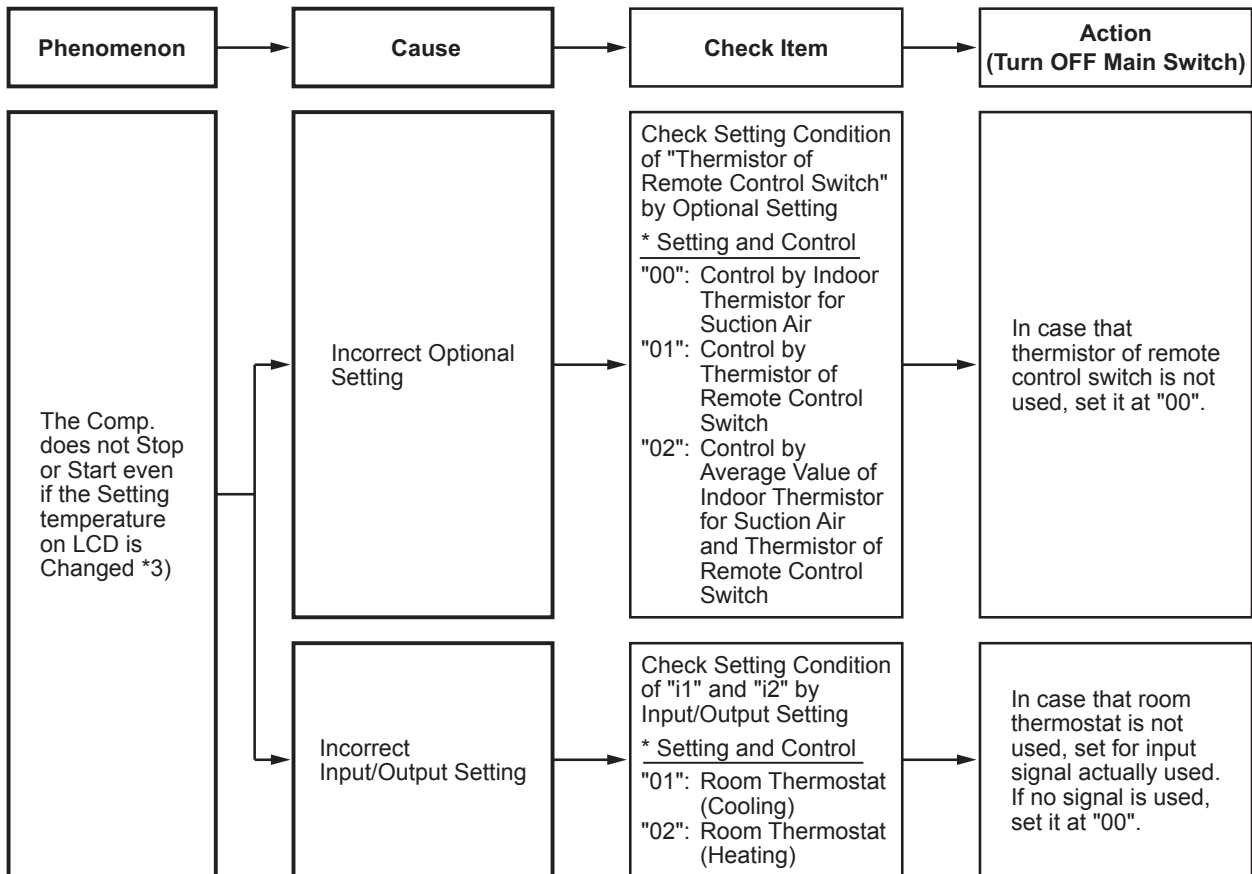 Phenomenon
Cause
Check Item
Action
(Turn OFF Main Switch)
The Comp.
does not Stop
or Start even
if the Setting
temperature
on LCD is
Changed *3)
Incorrect Optional
Setting
Check Setting Condition
of "Thermistor of
Remote Control Switch"
by Optional Setting
* Setting and Control
"00": Control by Indoor
Thermistor for
Suction Air
"01": Control by
Thermistor of
Remote Control
Switch
"02": Control by
Average Value of
Indoor Thermistor
for Suction Air
and Thermistor of
Remote Control
Switch
In case that
thermistor of remote
control switch is not
used, set it at "00".
Incorrect
Input/Output Setting
Check Setting Condition
of "i1" and "i2" by
Input/Output Setting
* Setting and Control
"01": Room Thermostat
(Cooling)
"02": Room Thermostat
(Heating)
In case that room
thermostat is not
used, set for input
signal actually used.
If no signal is used,
set it at "00".